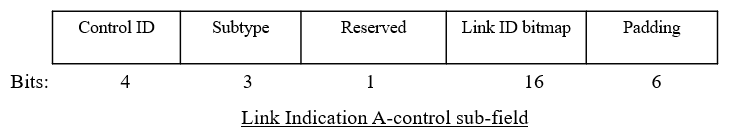 Control ID Subtype Reserved Link ID bitmap Padding
Bits: 4 3 1 16 6
Link Indication A-control sub-field